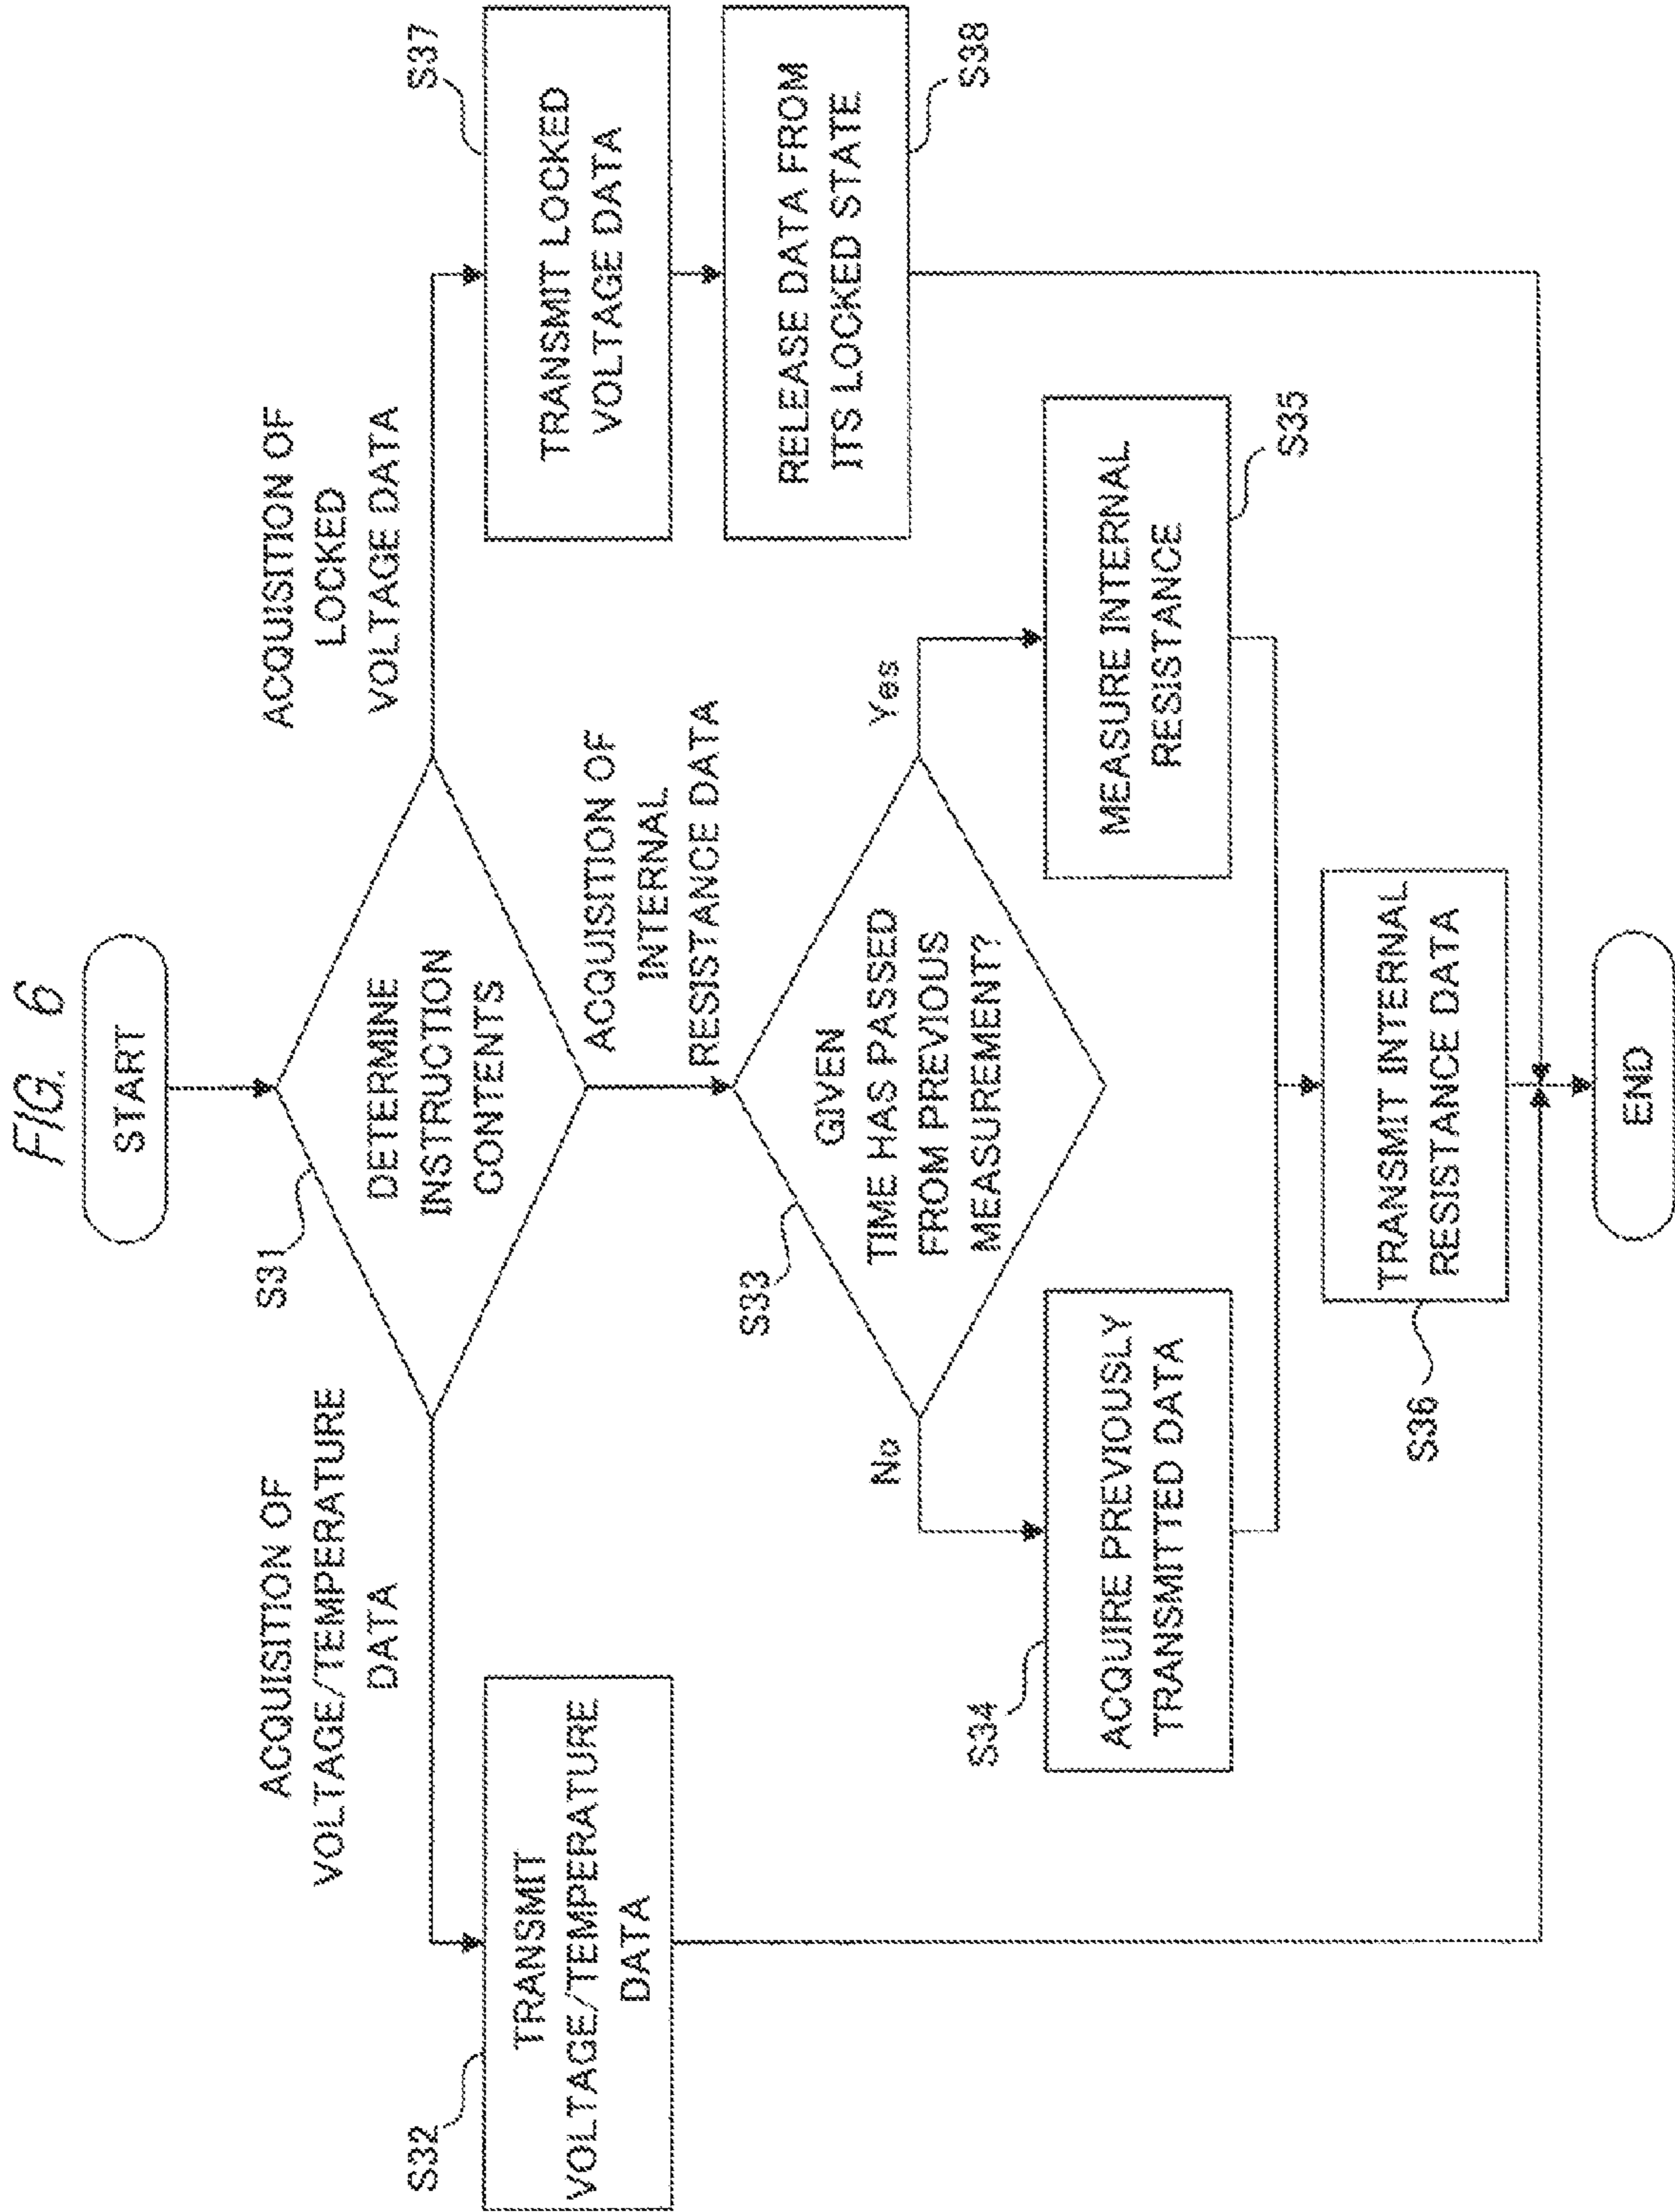 FIG. 6
START
S31
DETERMINE
INSTRUCTION
CONTENTS
ACQUISITION OF
VOLTAGE/TEMPERATURE
DATA
ACQUISITION OF
LOCKED
VOLTAGE DATA
ACQUISITION OF
INTERNAL
RESISTANCE DATA
S32
TRANSMIT
VOLTAGE/TEMPERATURE
DATA
S37
TRANSMIT LOCKED
VOLTAGE DATA
S38
RELEASE DATA FROM
ITS LOCKED STATE
S33
GIVEN
TIME HAS PASSED
FROM PREVIOUS
MEASUREMENT?
No
Yes
S34
ACQUIRE PREVIOUSLY
TRANSMITTED DATA
S35
MEASURE INTERNAL
RESISTANCE
S36
TRANSMIT INTERNAL
RESISTANCE DATA
END